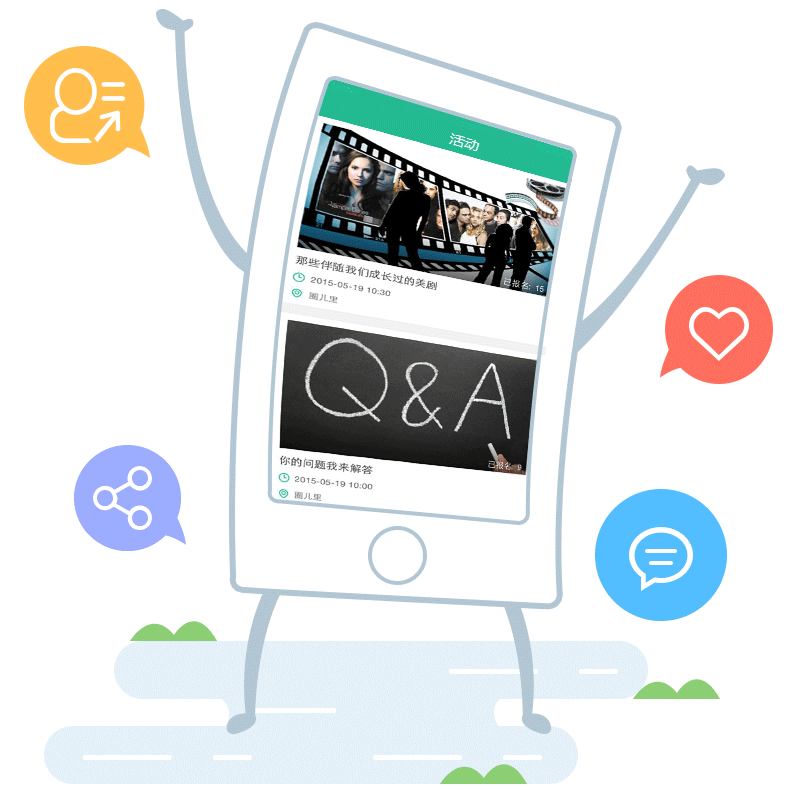 活动
已报名: 15
那些伴随我们成长过的美剧
2015-05-19 10:30
圈儿里
Q&A
已报名: 9
你的问题我来解答
2015-05-19 10:00
圈儿里